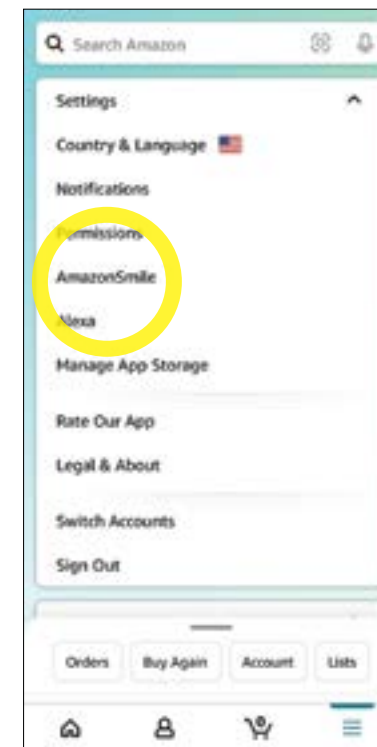 Search Amazon
Settings
Country & Language
Notifications
Permissions
AmazonSmile
Alexa
Manage App Storage
Rate Our App
Legal & About
Switch Accounts
Sign Out
Orders Buy Again Account Lists